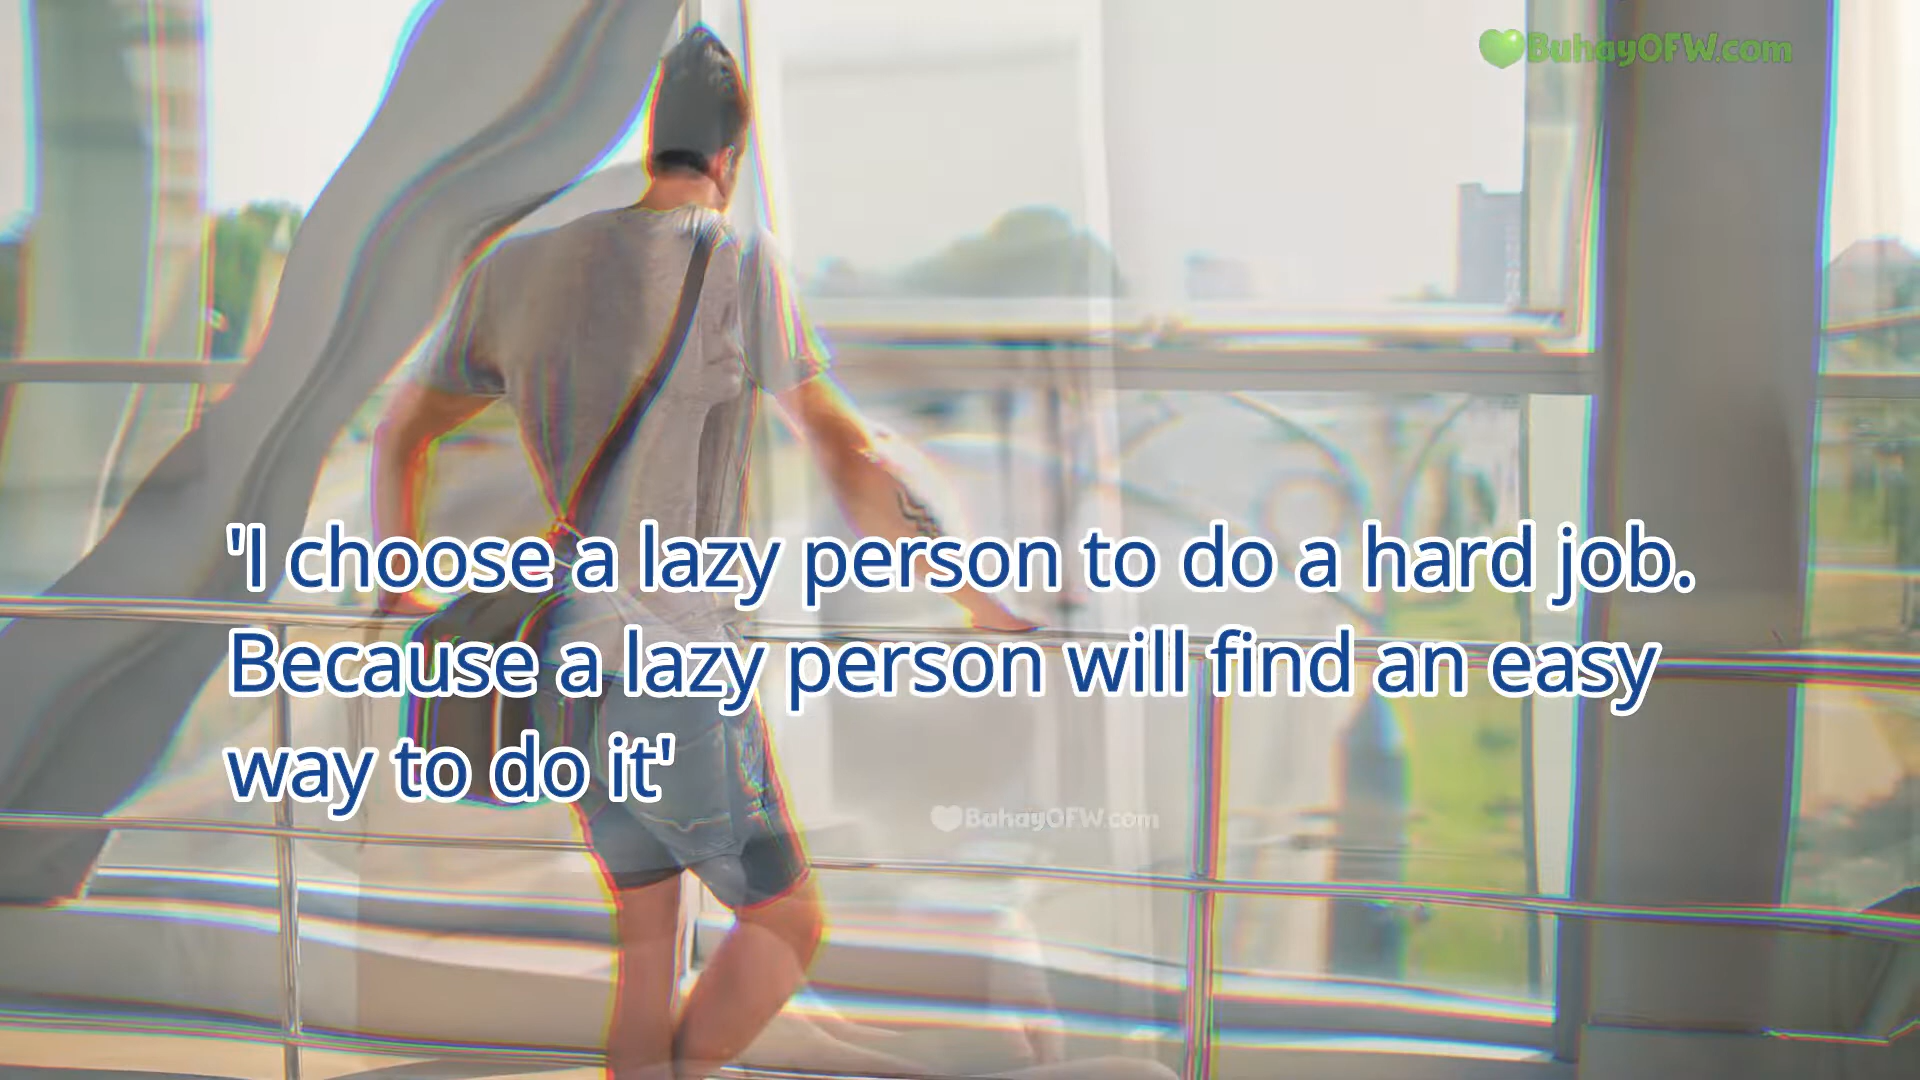 BuhayOFW.com
'I choose a lazy person to do a hard job.
Because a lazy person will find an easy
way to do it'
BuhayOFW.com